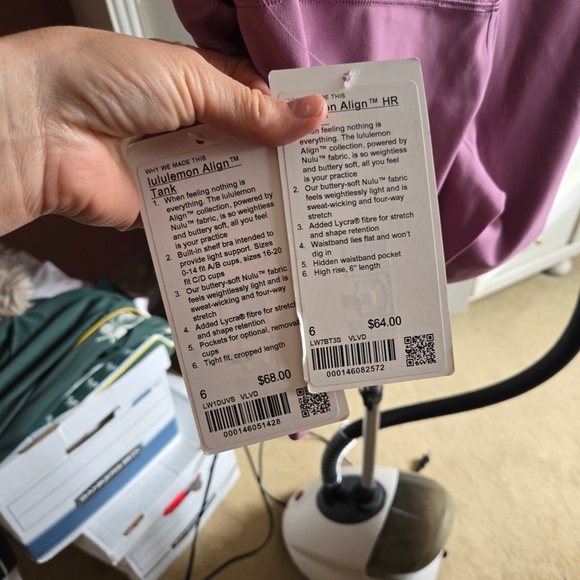 WHY WE MADE THIS
lululemon Align™
Tank
1. When feeling nothing is
everything. The lululemon
Align™ collection, powered by
Nulu™ fabric, is so weightless
and buttery soft, all you feel
is your practice
2. Built-in shelf bra intended to
provide light support. Sizes
0-14 fit A/B cups, sizes 16-20
fit C/D cups
3. Our buttery-soft Nulu™ fabric
feels weightlessly light and is
sweat-wicking and four-way
stretch
4. Added Lycra® fibre for stretch
and shape retention
5. Pockets for optional, removab
cups
6. Tight fit, cropped length
6
$68.00
LW1DUVS VLVD
000146051428
E MADE THIS
on Align™ HR
When feeling nothing is
everything. The lululemon
Align™ collection, powered by
Nulu™ fabric, is so weightless
and buttery soft, all you feel
is your practice
2. Our buttery-soft Nulu™ fabric
feels weightlessly light and is
sweat-wicking and four-way
stretch
3. Added Lycra® fibre for stretch
and shape retention
4. Waistband lies flat and won't
dig in
5. Hidden waistband pocket
6. High rise, 6" length
6
$64.00
LW7BT3S VLVD
000146082572